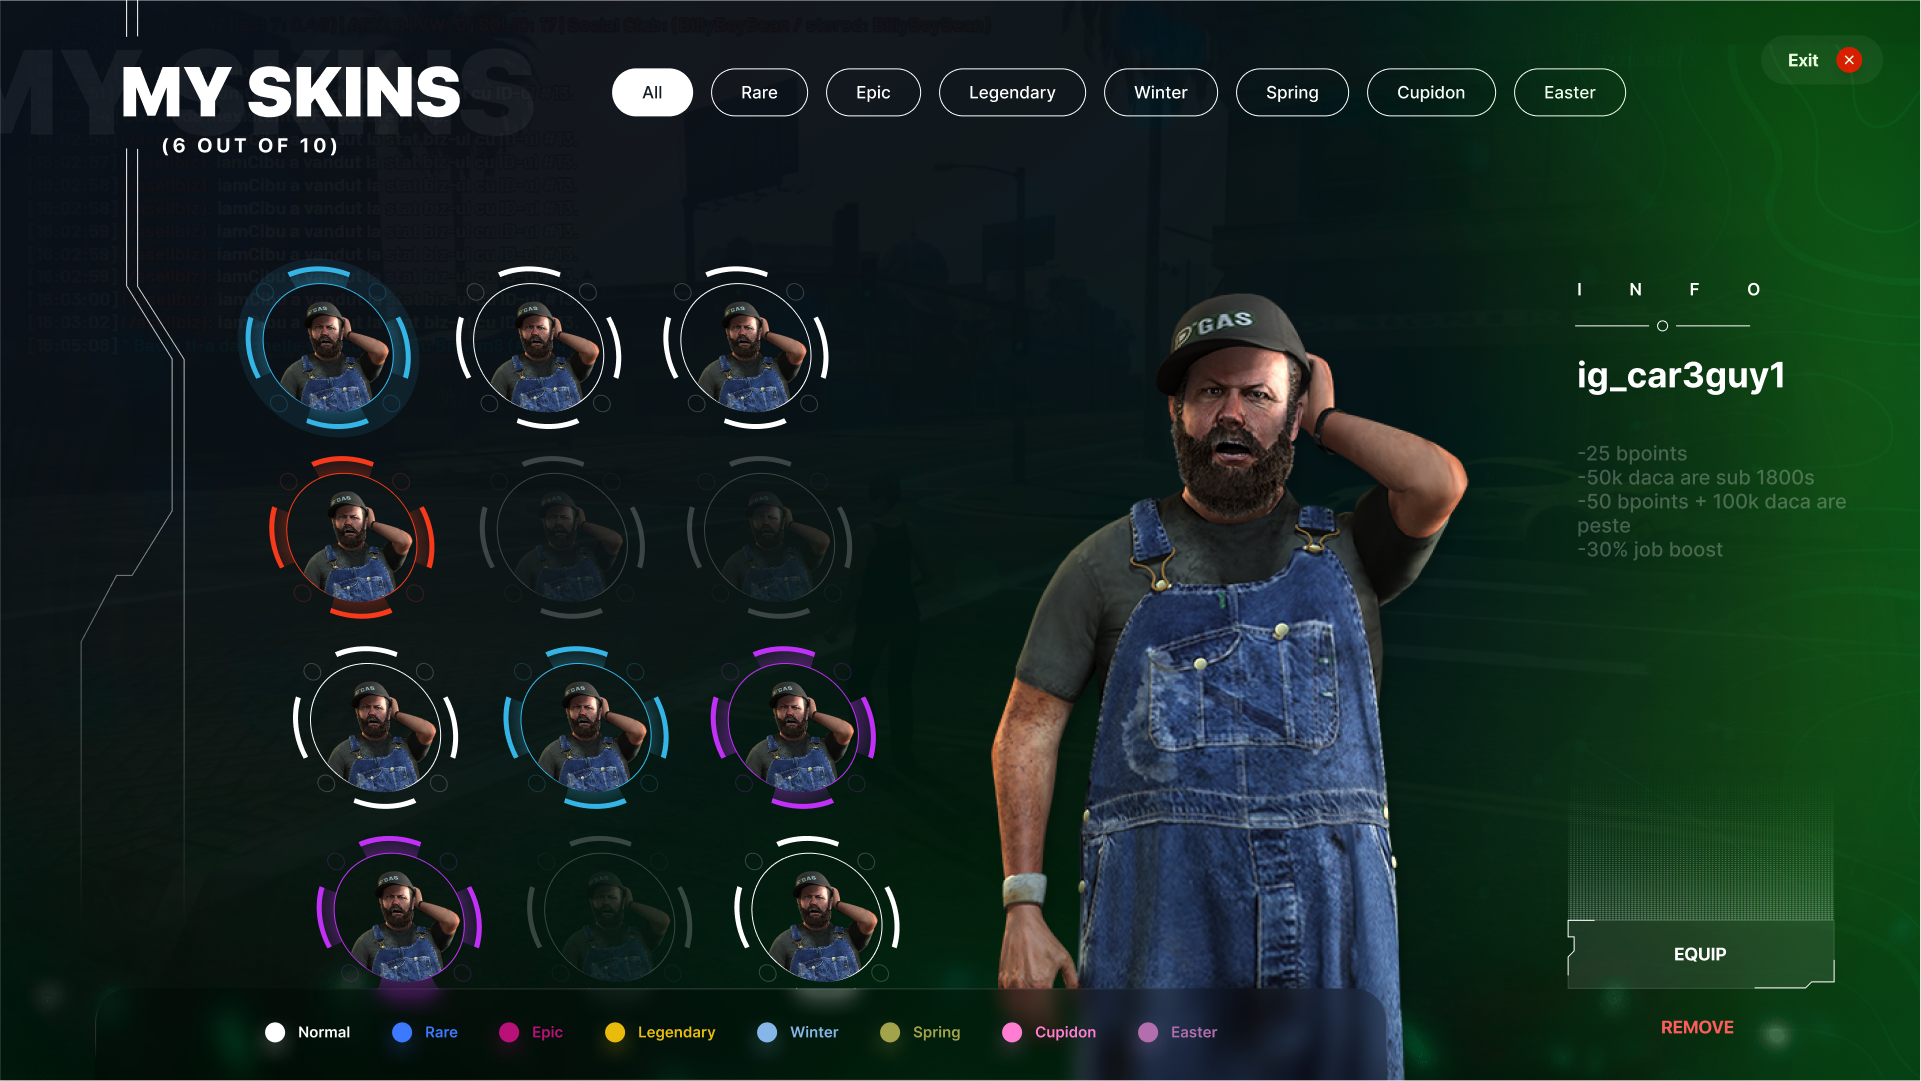 MY SKINS
(6 OUT OF 10)
All
Rare
Epic
Legendary
Winter
Spring
Cupidon
Easter
Exit
INFO
ig_car3guy1
-25 bpoints
-50k daca are sub 1800s
-50 bpoints + 100k daca are
peste
-30% job boost
GAS
EQUIP
REMOVE
Normal
Rare
Epic
Legendary
Winter
Spring
Cupidon
Easter